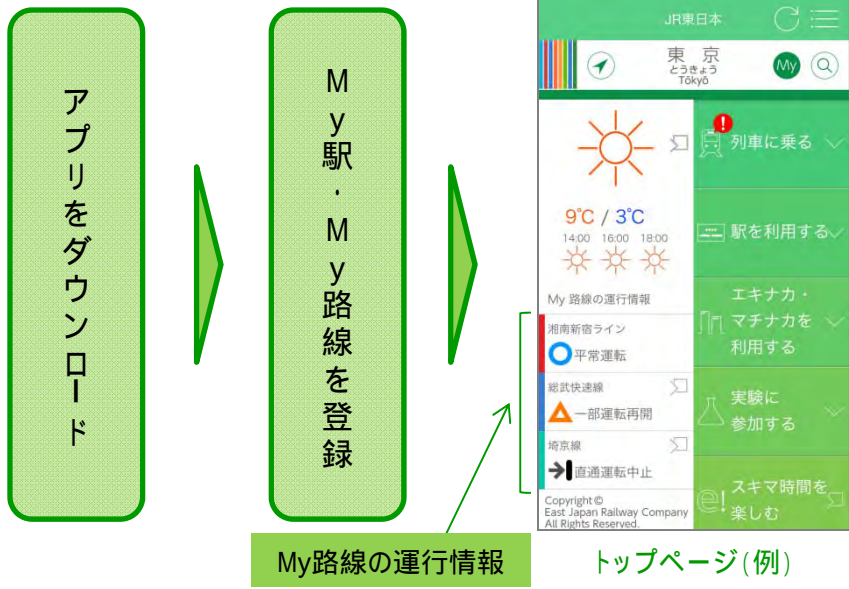 アプリをダウンロード
My駅・My路線を登録
JR東日本
東 京
とうきょう
Tōkyō
My
9℃ / 3℃
14:00 16:00 18:00
My 路線の運行情報
湘南新宿ライン
平常運転
総武快速線
一部運転再開
埼京線
直通運転中止
Copyright©
East Japan Railway Company
All Rights Reserved.
列車に乗る
駅を利用する
エキナカ・
マチナカを
利用する
実験に
参加する
e!
スキマ時間を
楽しむ
My路線の運行情報
トップページ(例)